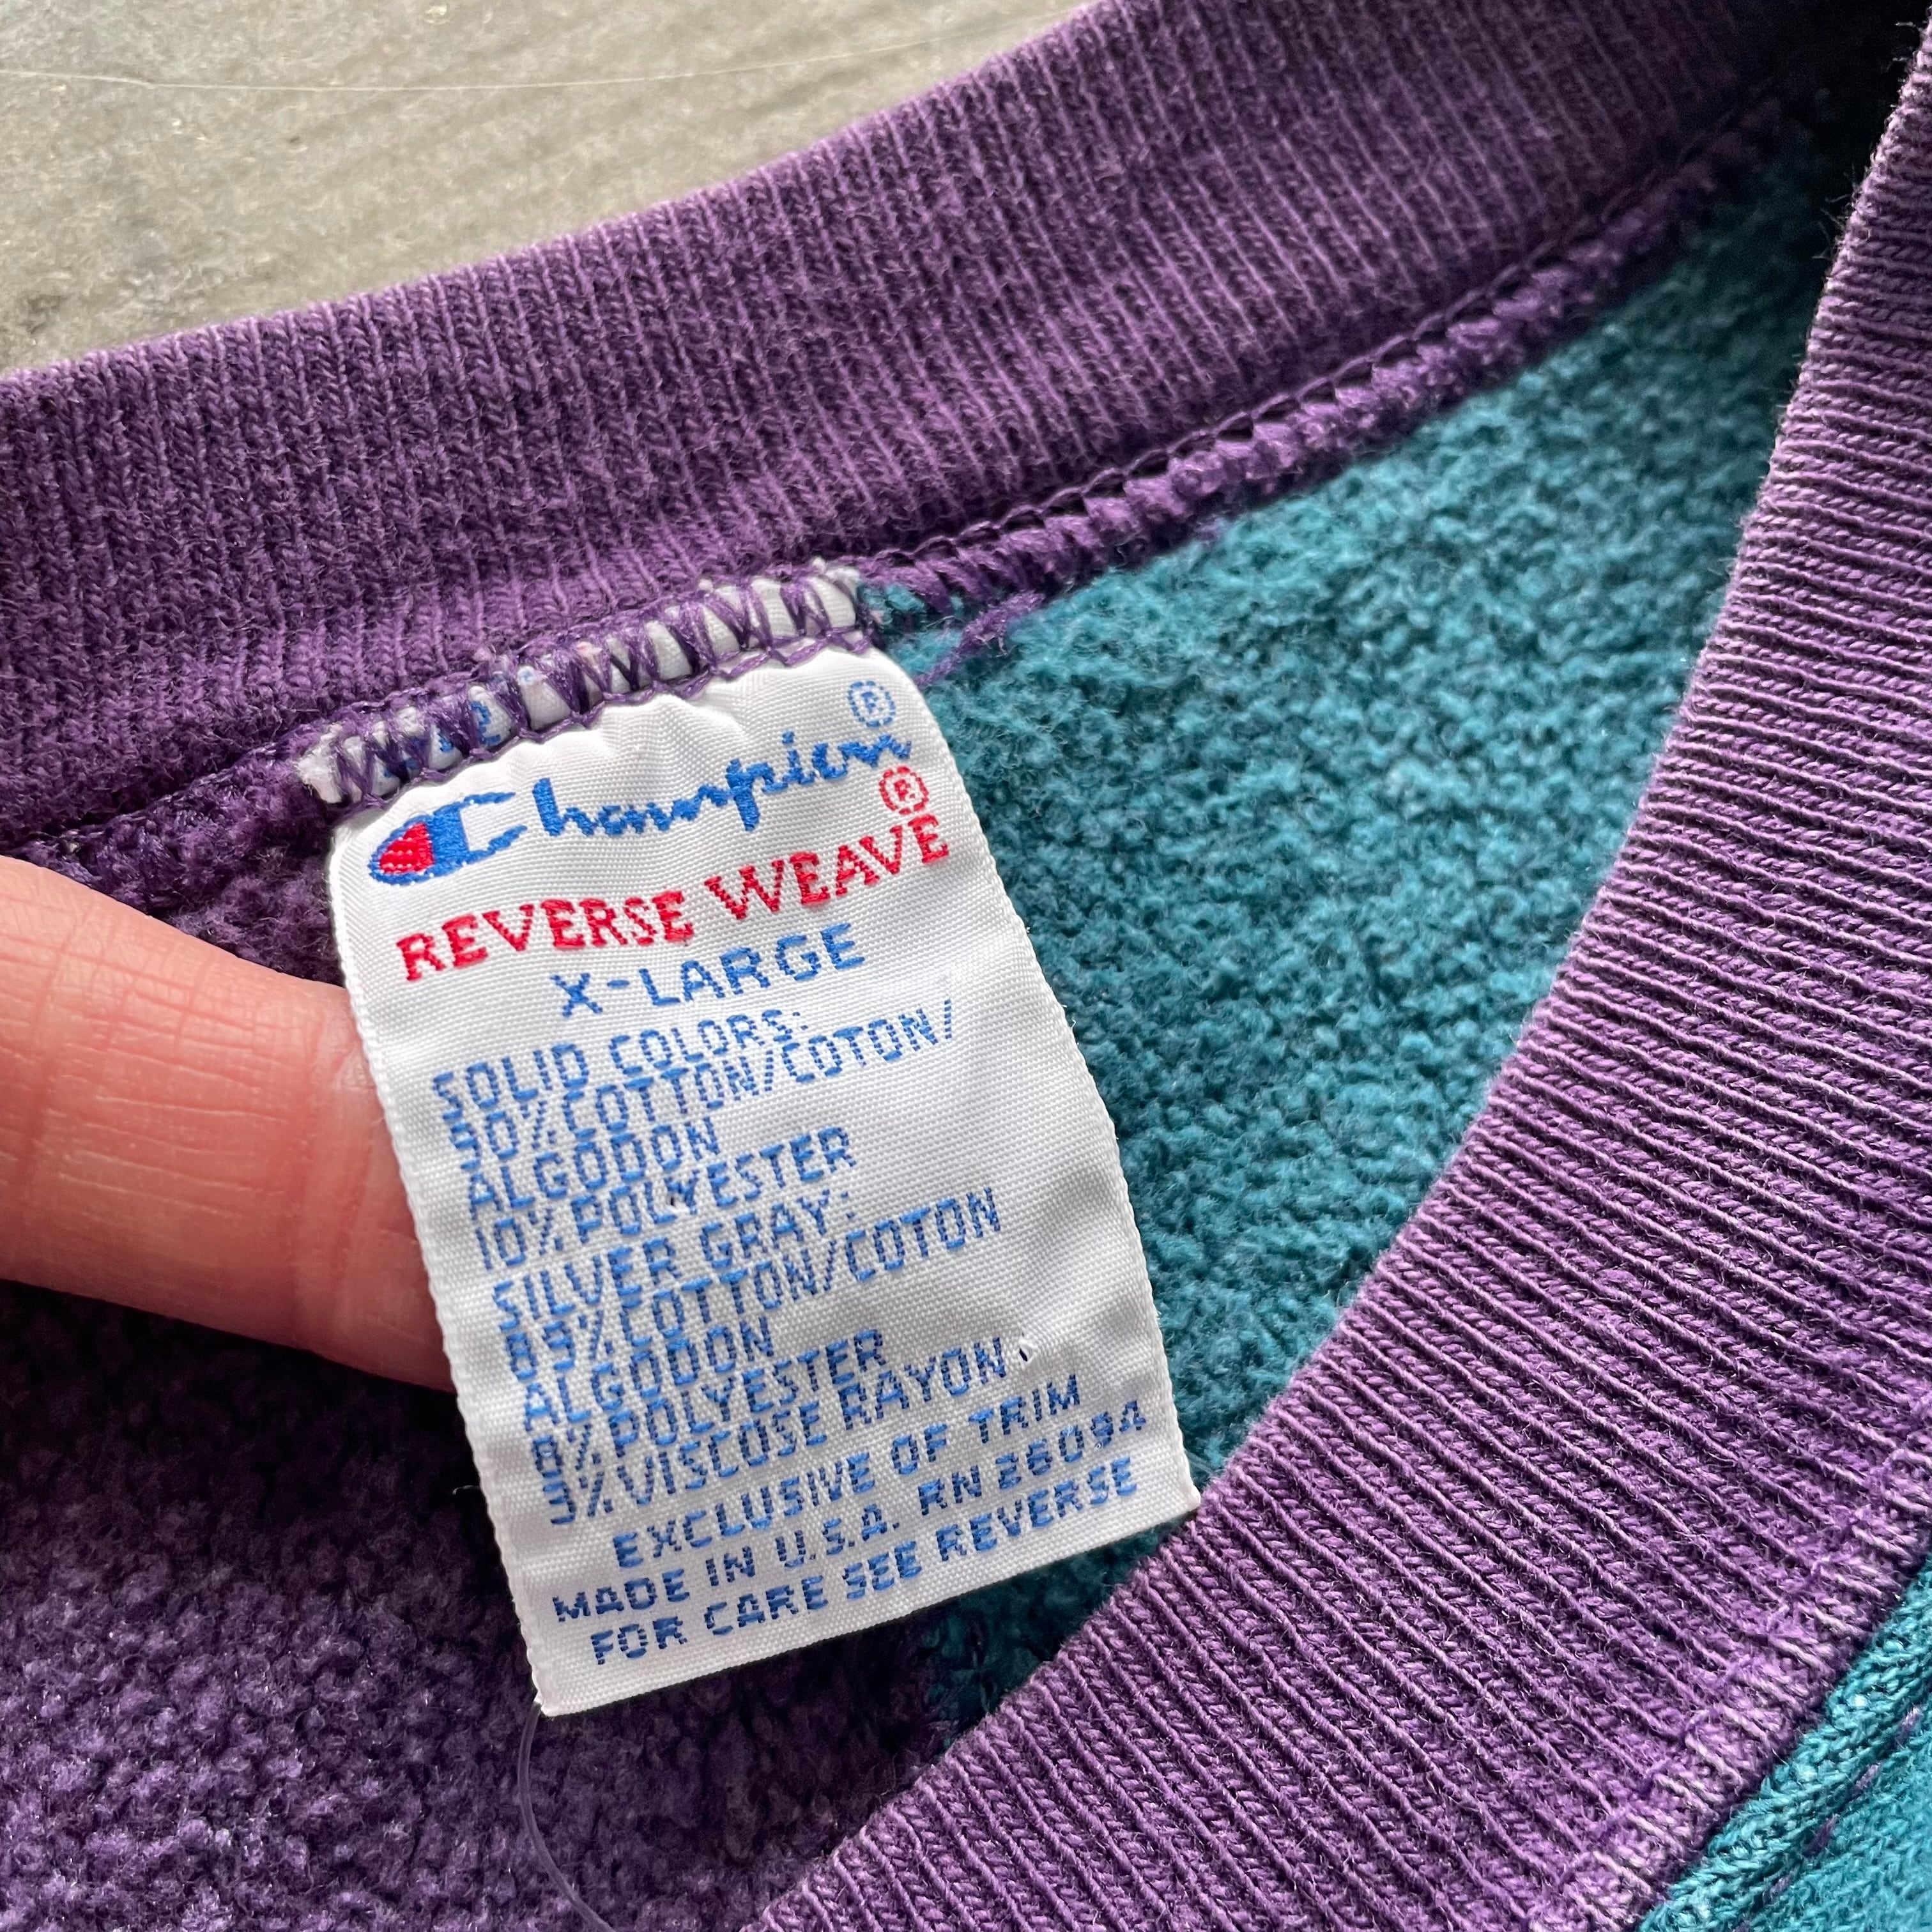 Champion®
REVERSE WEAVE®
X-LARGE
SOLID COLORS:
90% COTTON/COTON/
ALGODON
10% POLYESTER
SILVER GRAY:
89% COTTON/COTON
ALGODON
8% POLYESTER
3% VISCOSE RAYON
EXCLUSIVE OF TRIM
MADE IN U.S.A. RN 26094
FOR CARE SEE REVERSE